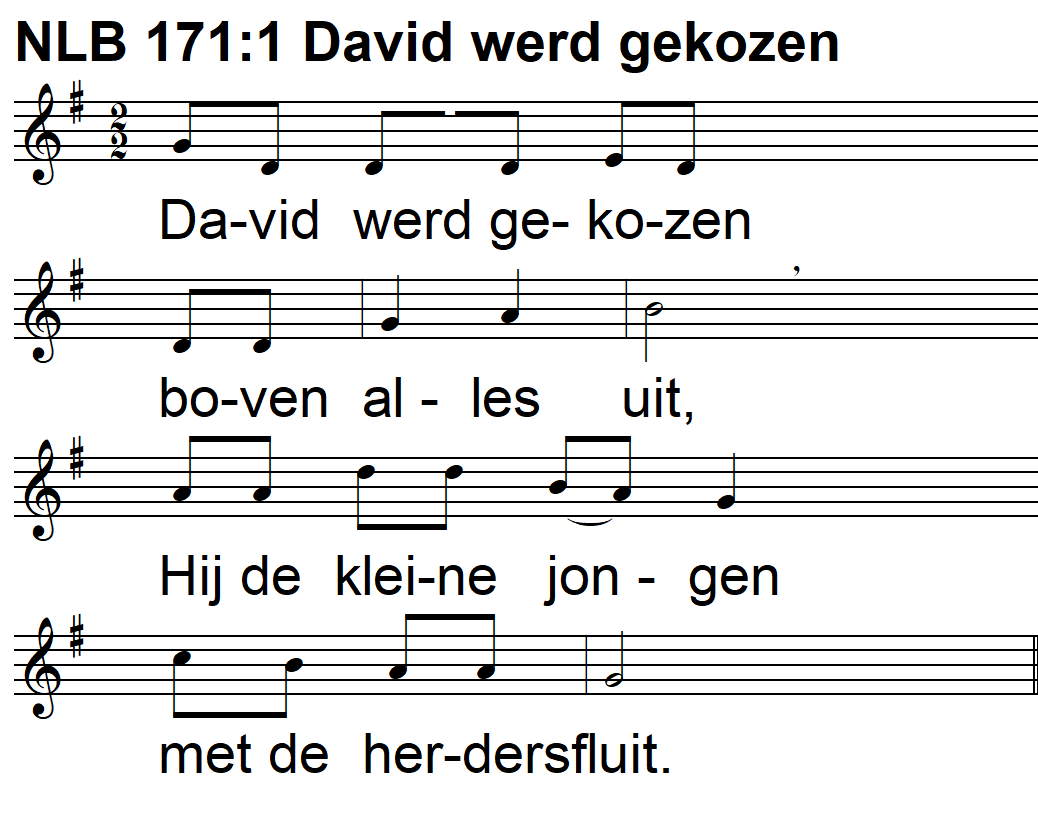 NLB 171:1 David werd gekozen
Da-vid werd ge- ko-zen
bo-ven al - les uit,
Hij de klei-ne jon - gen
met de her-dersfluit.